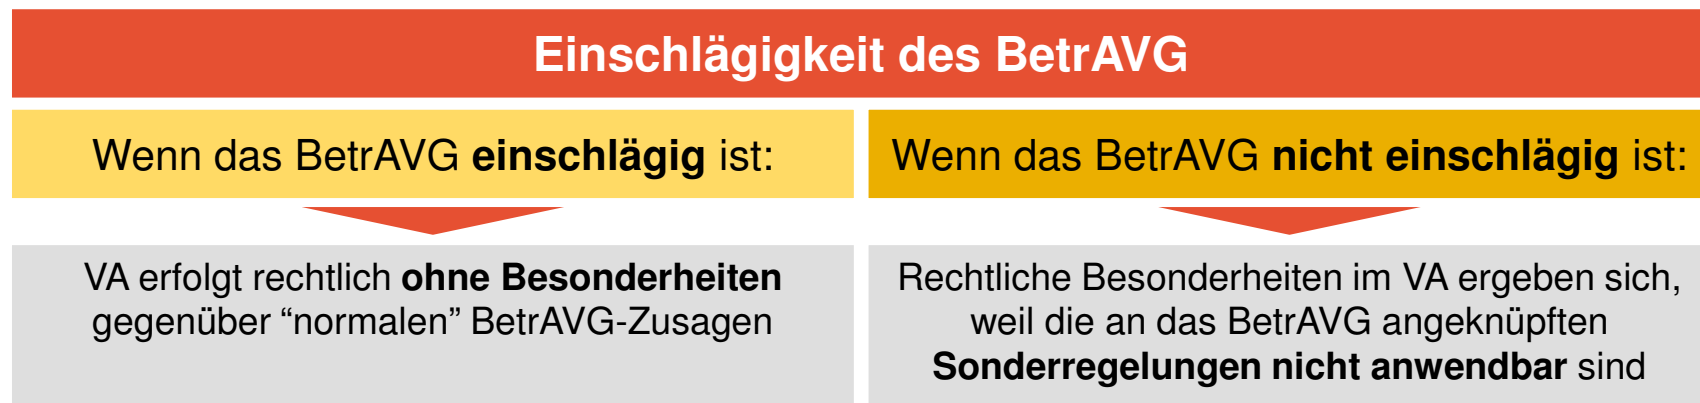 Einschlägigkeit des BetrAVG
Wenn das BetrAVG einschlägig ist:
Wenn das BetrAVG nicht einschlägig ist:
VA erfolgt rechtlich ohne Besonderheiten
gegenüber “normalen” BetrAVG-Zusagen
Rechtliche Besonderheiten im VA ergeben sich,
weil die an das BetrAVG angeknüpften
Sonderregelungen nicht anwendbar sind